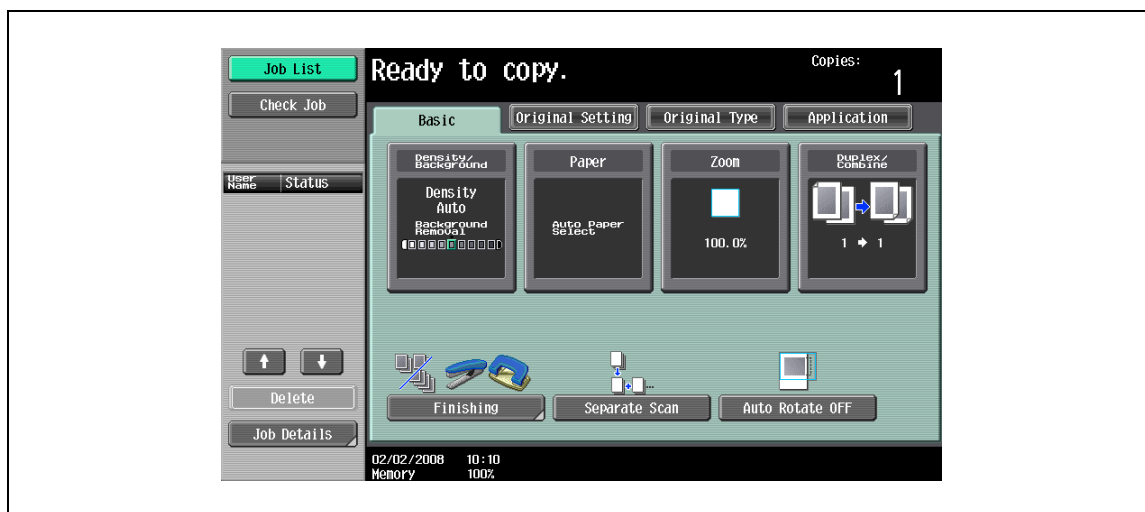 Job List
Ready to copy.
Copies:
1
Check Job
Basic
Original Setting
Original Type
Application
Density/
Background
Paper
Zoom
Duplex/
Combine
User
Name
Status
Density
Auto
Background
Removal
Auto Paper
Select
100.0%
1 → 1
Delete
Finishing
Separate Scan
Auto Rotate OFF
Job Details
02/02/2008 10:10
Memory 100%